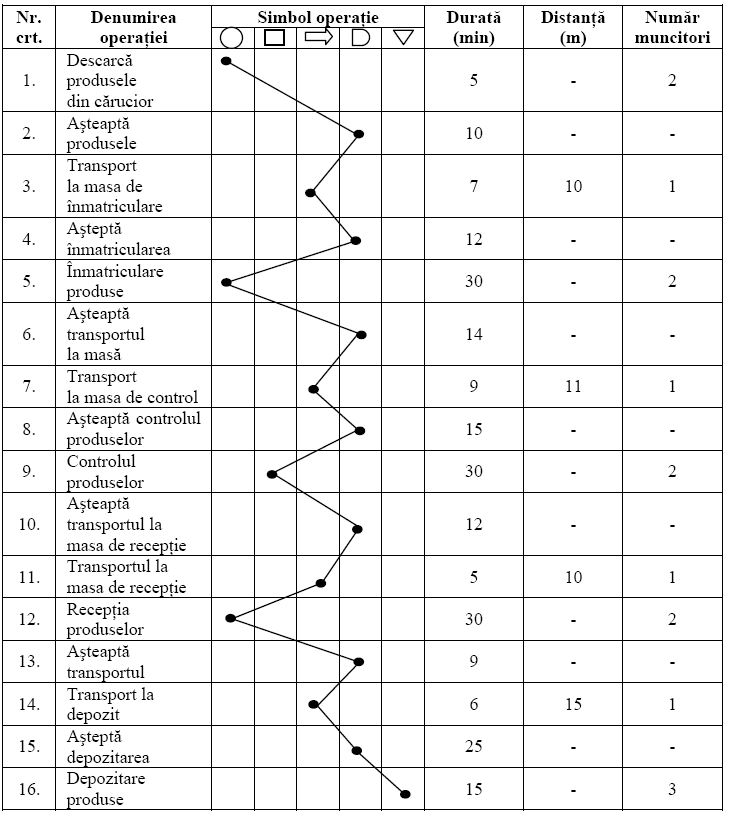 Nr. crt.
Denumirea operaţiei
Simbol operaţie
Durată (min)
Distanţă (m)
Număr muncitori
1.
Descarcă
produsele
din cărucior
5
-
2
2.
Aşteaptă
produsele
10
-
-
3.
Transport
la masa de
înmatriculare
7
10
1
4.
Aşteptă
înmatricularea
12
-
-
5.
Înmatriculare
produse
30
-
2
6.
Aşteaptă
transportul
la masă
14
-
-
7.
Transport
la masa de control
9
11
1
8.
Aşteaptă controlul
produselor
15
-
-
9.
Controlul
produselor
30
-
2
10.
Aşteaptă
transportul la
masa de recepţie
12
-
-
11.
Transportul la
masa de recepţie
5
10
1
12.
Recepţia
produselor
30
-
2
13.
Aşteaptă
transportul
9
-
-
14.
Transport la
depozit
6
15
1
15.
Aşteptă
depozitarea
25
-
-
16.
Depozitare
produse
15
-
3